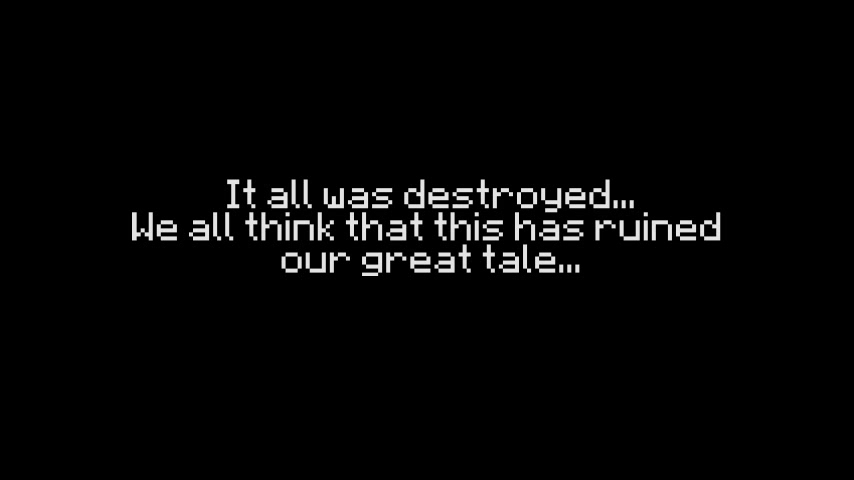 It all was destroyed...
We all think that this has ruined
our great tale...